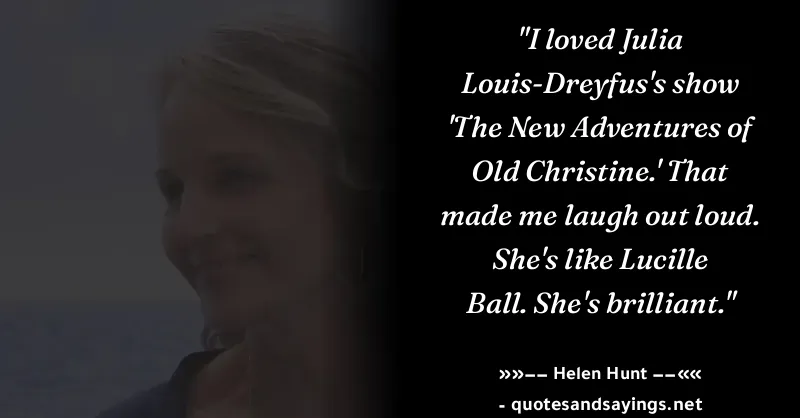 "I loved Julia
Louis-Dreyfus's show
'The New Adventures of
Old Christine.' That
made me laugh out loud.
She's like Lucille
Ball. She's brilliant."
»»−− Helen Hunt −−««
- quotesandsayings.net